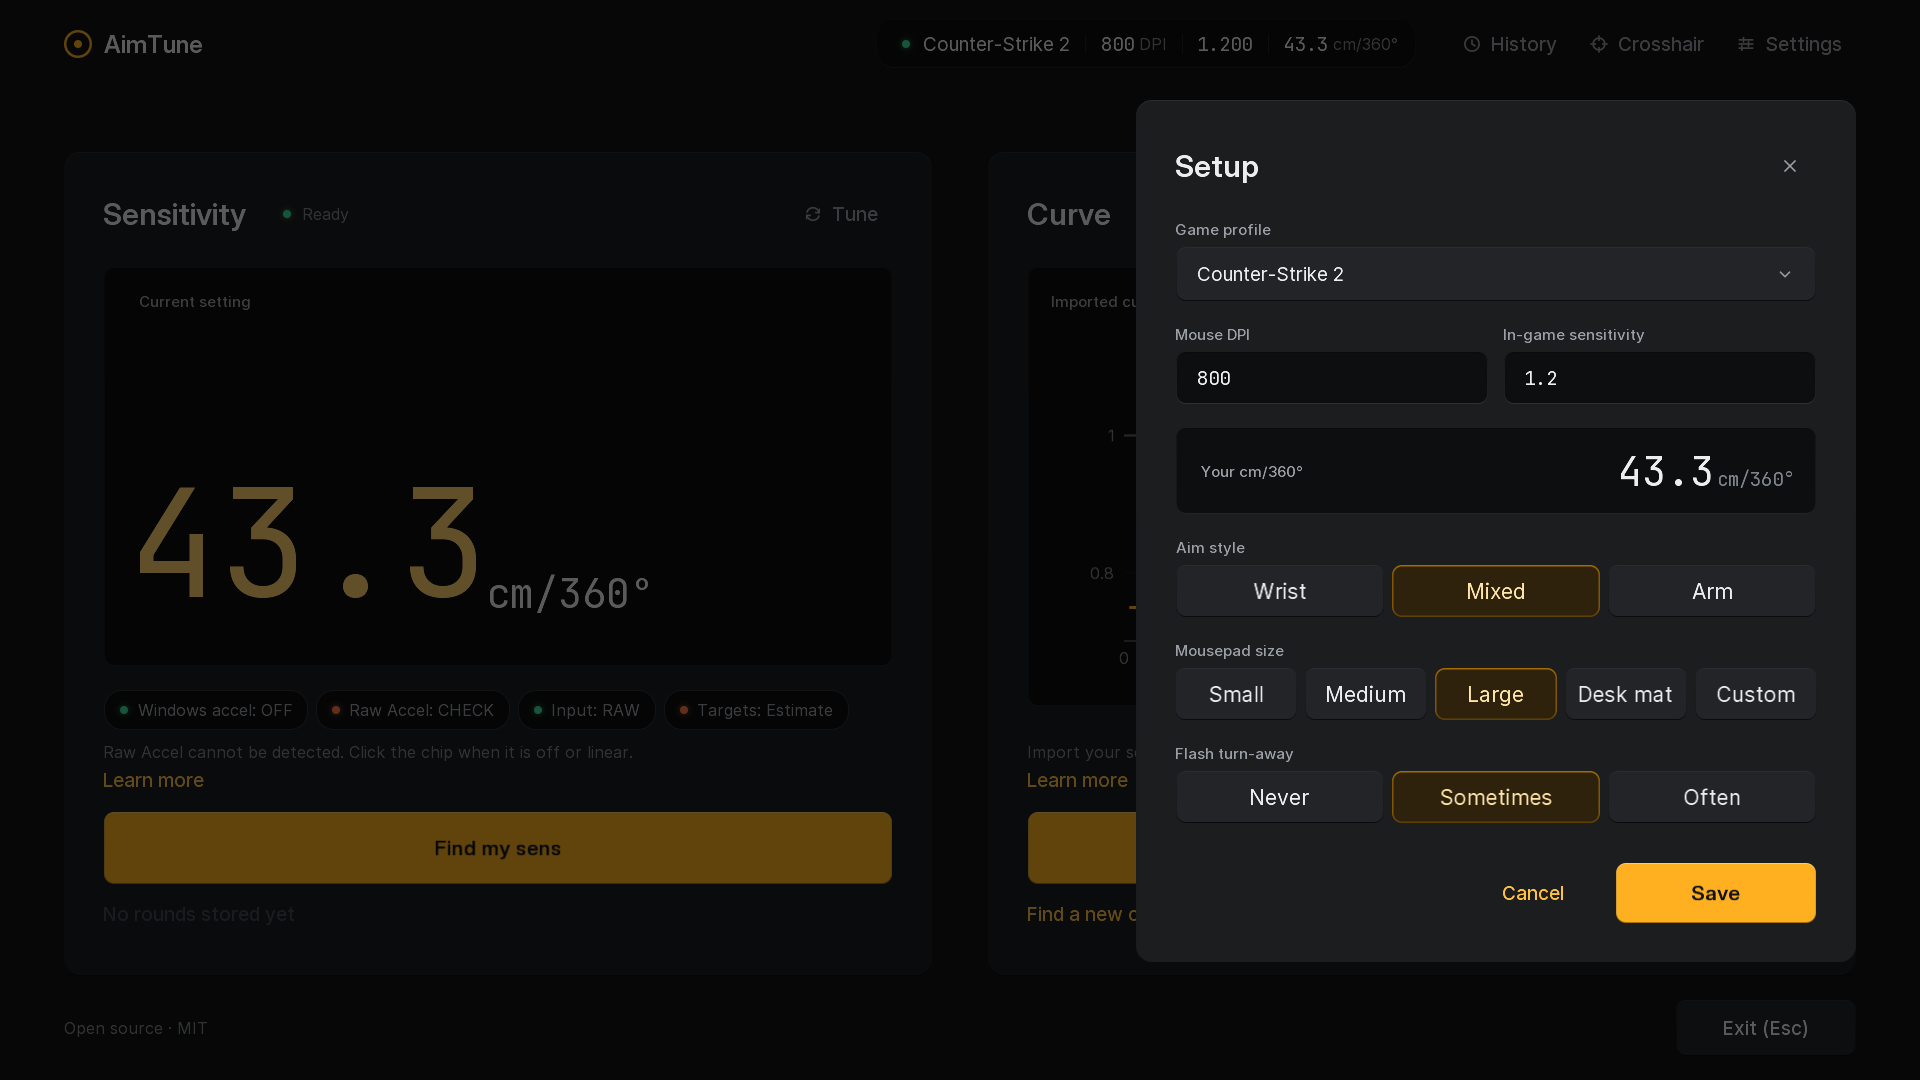 AimTune
Counter-Strike 2 800 DPI 1.200 43.3 cm/360°
History
Crosshair
Settings
Sensitivity
Ready
Tune
Current setting
43.3 cm/360°
Windows accel: OFF
Raw Accel: CHECK
Input: RAW
Targets: Estimate
Raw Accel cannot be detected. Click the chip when it is off or linear.
Learn more
Find my sens
No rounds stored yet
Curve
Imported cu
1
0.8
0
Import your s
Learn more
Find a new c
Setup
Game profile
Counter-Strike 2
Mouse DPI
In-game sensitivity
800
1.2
Your cm/360°
43.3 cm/360°
Aim style
Wrist
Mixed
Arm
Mousepad size
Small
Medium
Large
Desk mat
Custom
Flash turn-away
Never
Sometimes
Often
Cancel
Save
Open source · MIT
Exit (Esc)